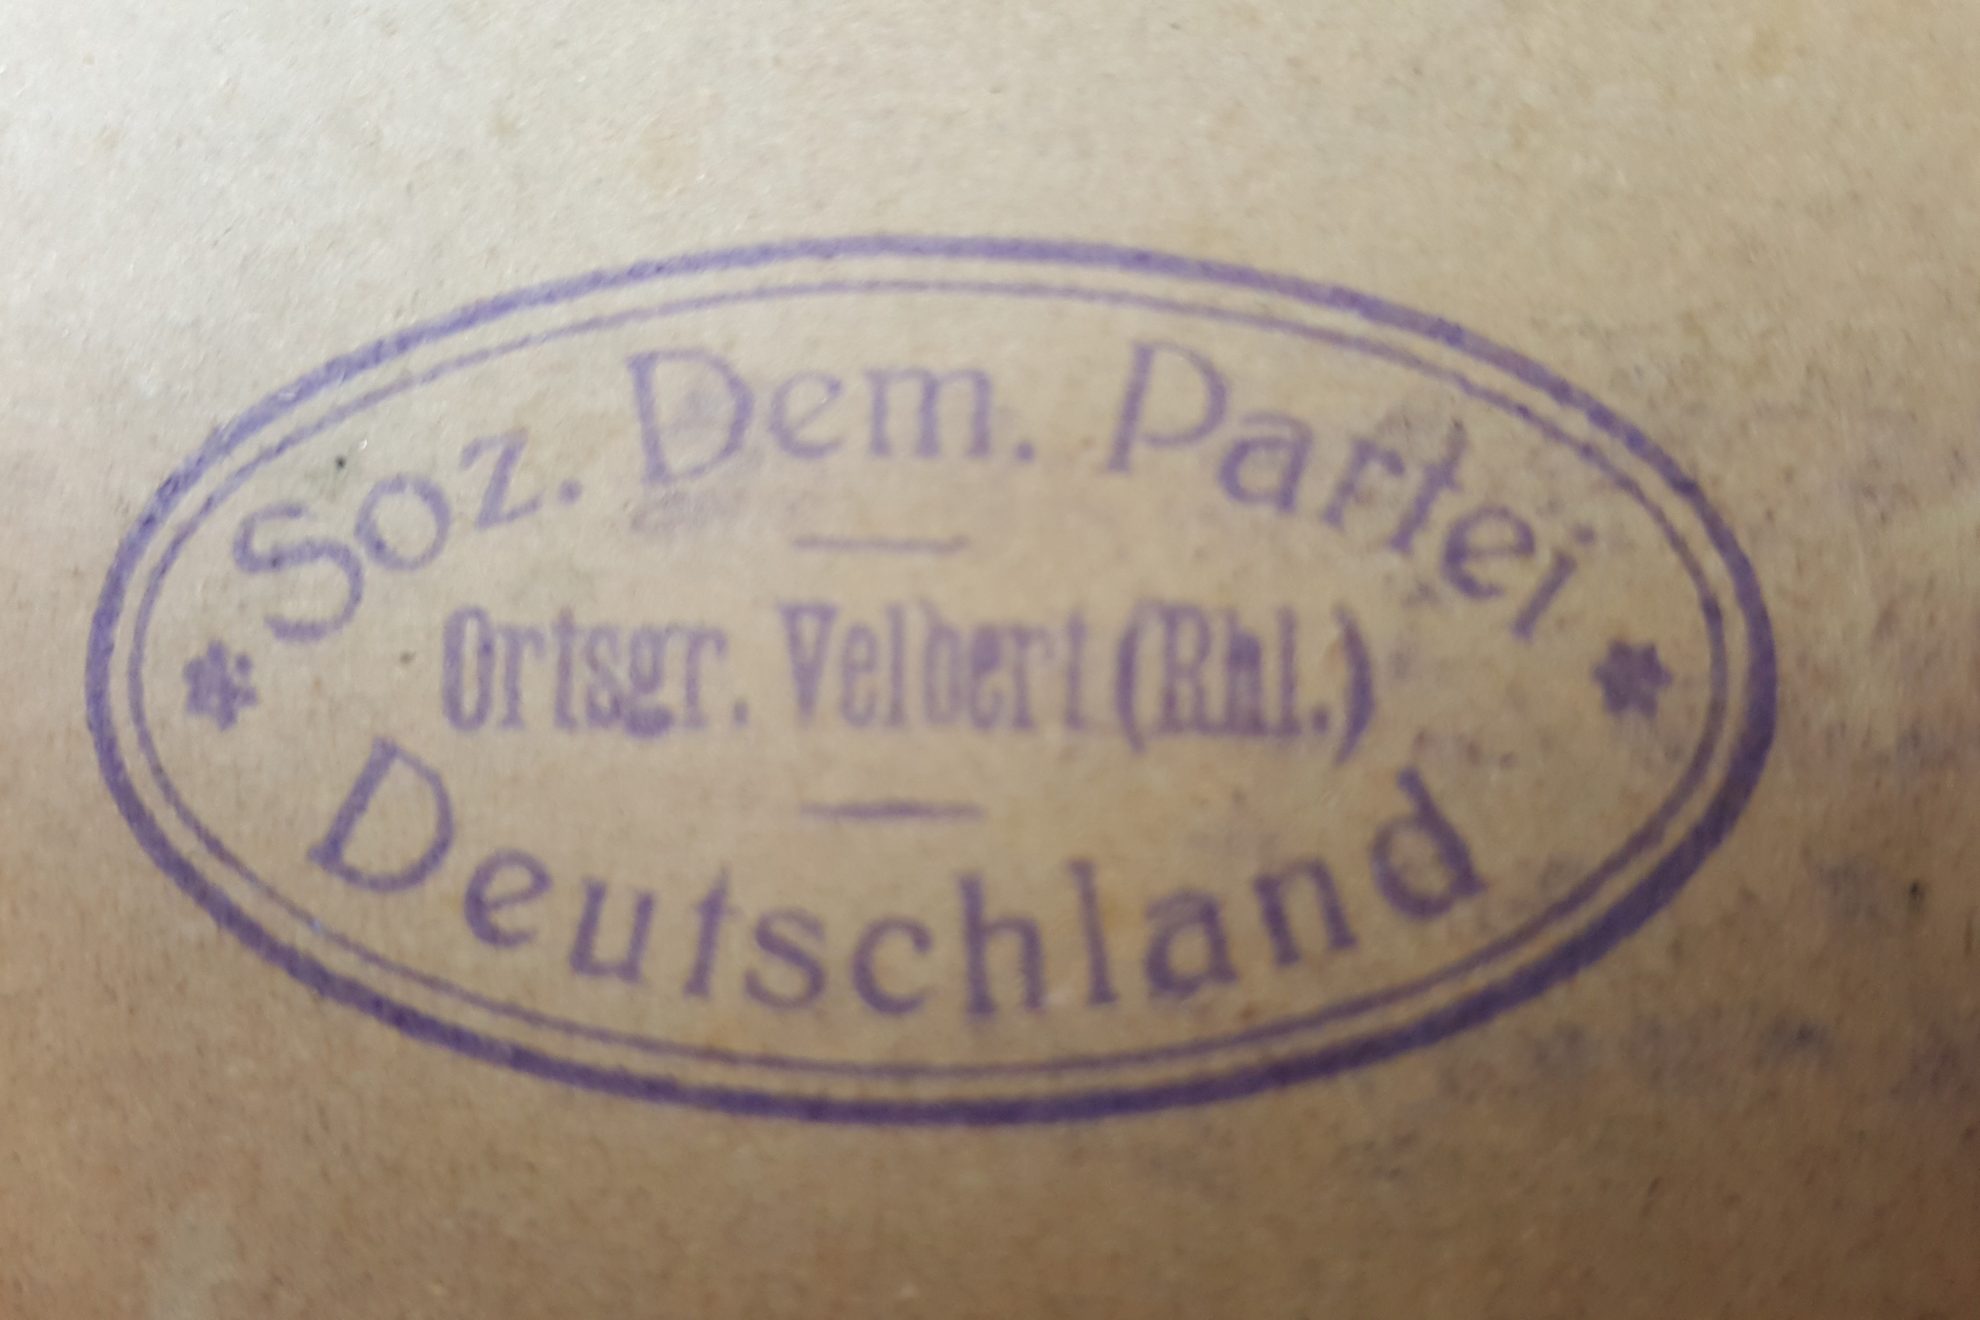 Soz. Dem. Partei
Ortsgr. Velbert (Rhl.)
Deutschland